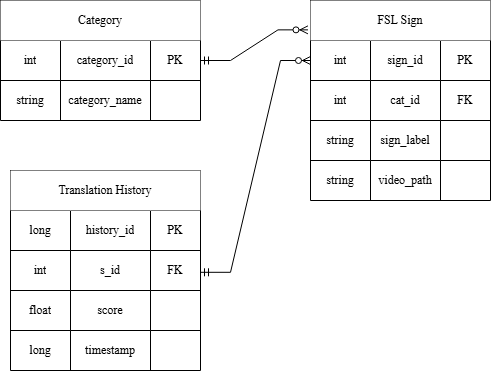 Category
int category_id PK
string category_name
FSL Sign
int sign_id PK
int cat_id FK
string sign_label
string video_path
Translation History
long history_id PK
int s_id FK
float score
long timestamp